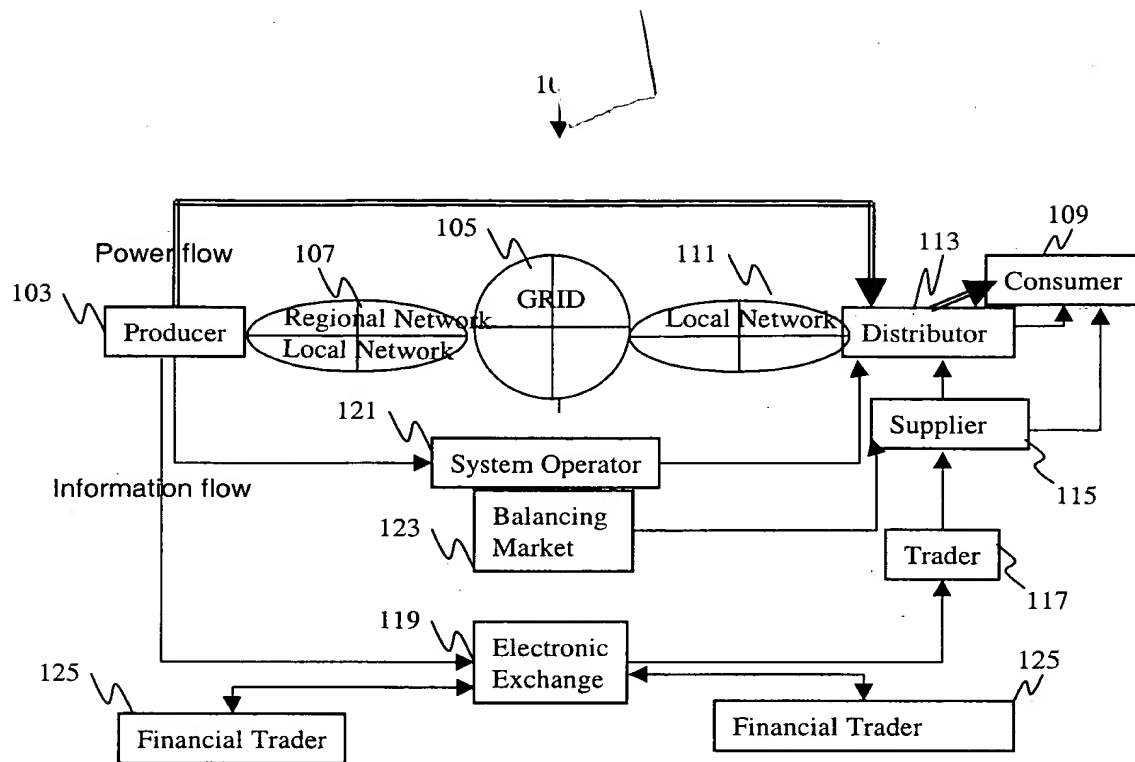 105
109
113
107
111
Power flow
103
GRID
Consumer
Producer
Regional Network
Local Network
Local Network
Distributor
121
Supplier
System Operator
Information flow
115
123
Balancing
Market
Trader
117
119
Electronic
Exchange
125
125
Financial Trader
Financial Trader